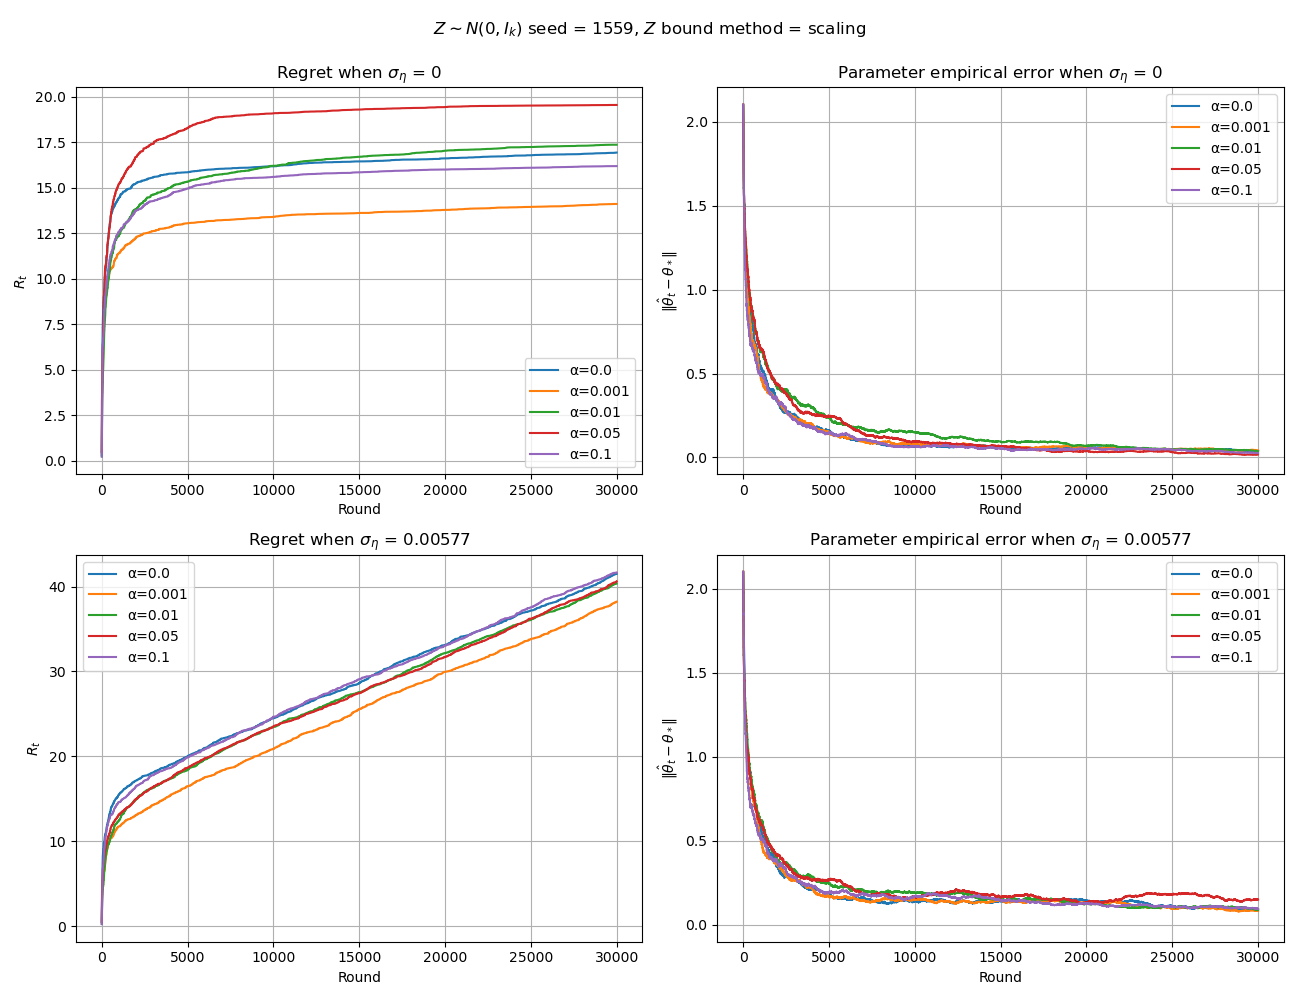 Z ~ N(0, I_k) seed = 1559, Z bound method = scaling
Regret when σ_η = 0
R_t
20.0
17.5
15.0
12.5
10.0
7.5
5.0
2.5
0.0
0 5000 10000 15000 20000 25000 30000
Round
α=0.0
α=0.001
α=0.01
α=0.05
α=0.1
Parameter empirical error when σ_η = 0
‖θ̂_t − θ_*‖
2.0
1.5
1.0
0.5
0.0
0 5000 10000 15000 20000 25000 30000
Round
α=0.0
α=0.001
α=0.01
α=0.05
α=0.1
Regret when σ_η = 0.00577
R_t
40
30
20
10
0
0 5000 10000 15000 20000 25000 30000
Round
α=0.0
α=0.001
α=0.01
α=0.05
α=0.1
Parameter empirical error when σ_η = 0.00577
‖θ̂_t − θ_*‖
2.0
1.5
1.0
0.5
0.0
0 5000 10000 15000 20000 25000 30000
Round
α=0.0
α=0.001
α=0.01
α=0.05
α=0.1